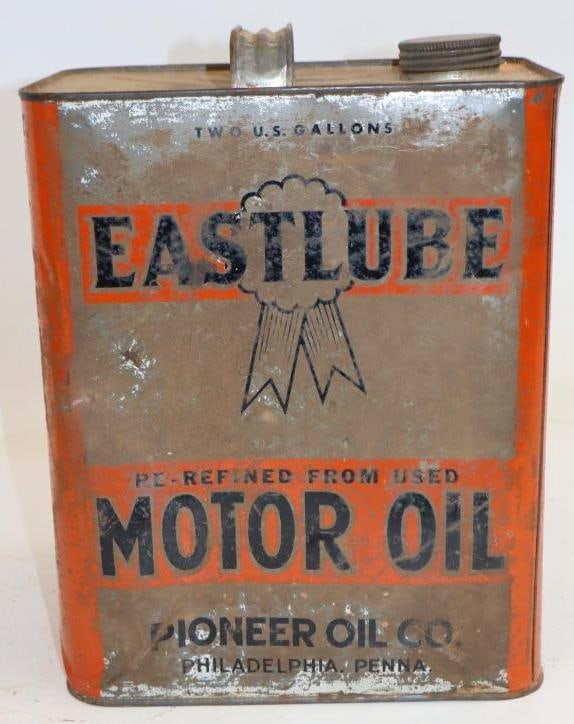 TWO U.S. GALLONS
EASTLUBE
RE-REFINED FROM USED
MOTOR OIL
PIONEER OIL CO.
PHILADELPHIA, PENNA.